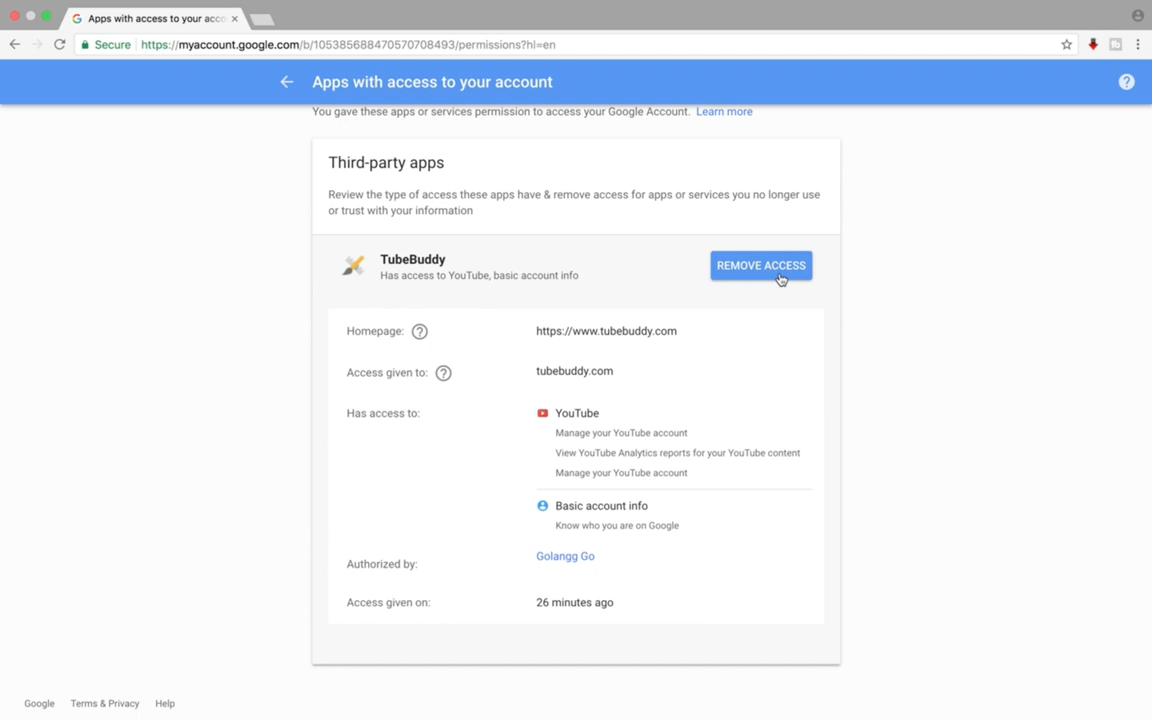 Apps with access to your acco
Secure https://myaccount.google.com/b/105385688470570708493/permissions?hl=en
Apps with access to your account
You gave these apps or services permission to access your Google Account. Learn more
Third-party apps
Review the type of access these apps have & remove access for apps or services you no longer use
or trust with your information
TubeBuddy
Has access to YouTube, basic account info
REMOVE ACCESS
Homepage: ? https://www.tubebuddy.com
Access given to: ? tubebuddy.com
Has access to: YouTube
Manage your YouTube account
View YouTube Analytics reports for your YouTube content
Manage your YouTube account
Basic account info
Know who you are on Google
Authorized by: Golangg Go
Access given on: 26 minutes ago
Google Terms & Privacy Help